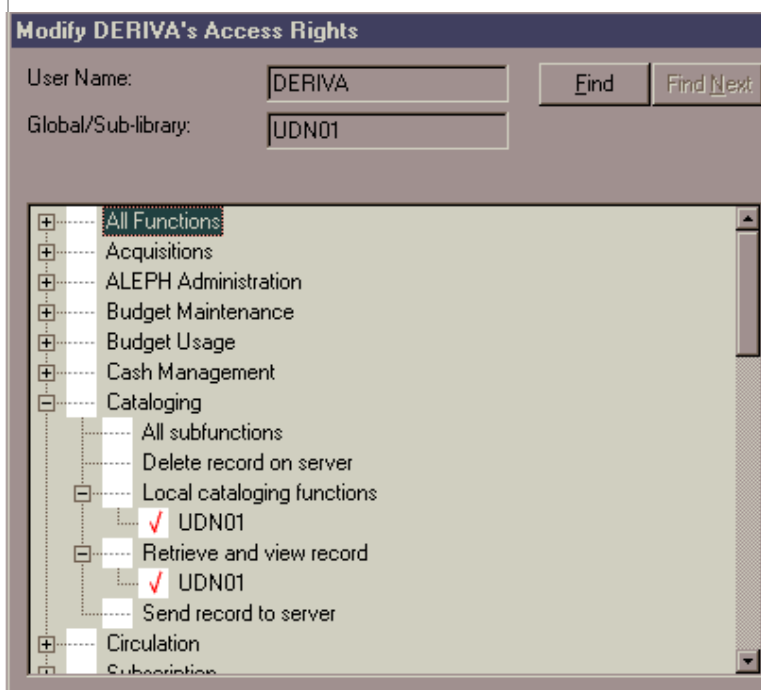 Modify DERIVA's Access Rights
User Name: DERIVA Find Find Next
Global/Sub-library: UDN01
All Functions
Acquisitions
ALEPH Administration
Budget Maintenance
Budget Usage
Cash Management
Cataloging
All subfunctions
Delete record on server
Local cataloging functions
UDN01
Retrieve and view record
UDN01
Send record to server
Circulation
Subscription